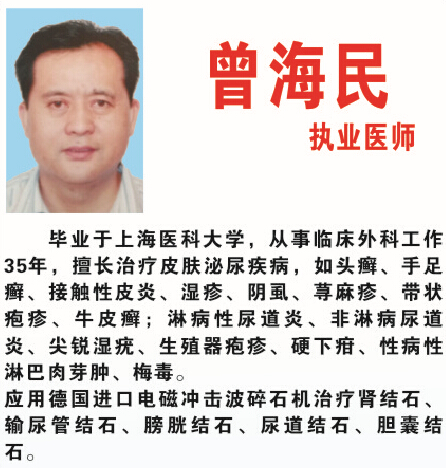 曾海民
执业医师
毕业于上海医科大学，从事临床外科工作
35年，擅长治疗皮肤泌尿疾病，如头癣、手足
癣、接触性皮炎、湿疹、阴虱、荨麻疹、带状
疱疹、牛皮癣；淋病性尿道炎、非淋病尿道
炎、尖锐湿疣、生殖器疱疹、硬下疳、性病性
淋巴肉芽肿、梅毒。
应用德国进口电磁冲击波碎石机治疗肾结石、
输尿管结石、膀胱结石、尿道结石、胆囊结
石。